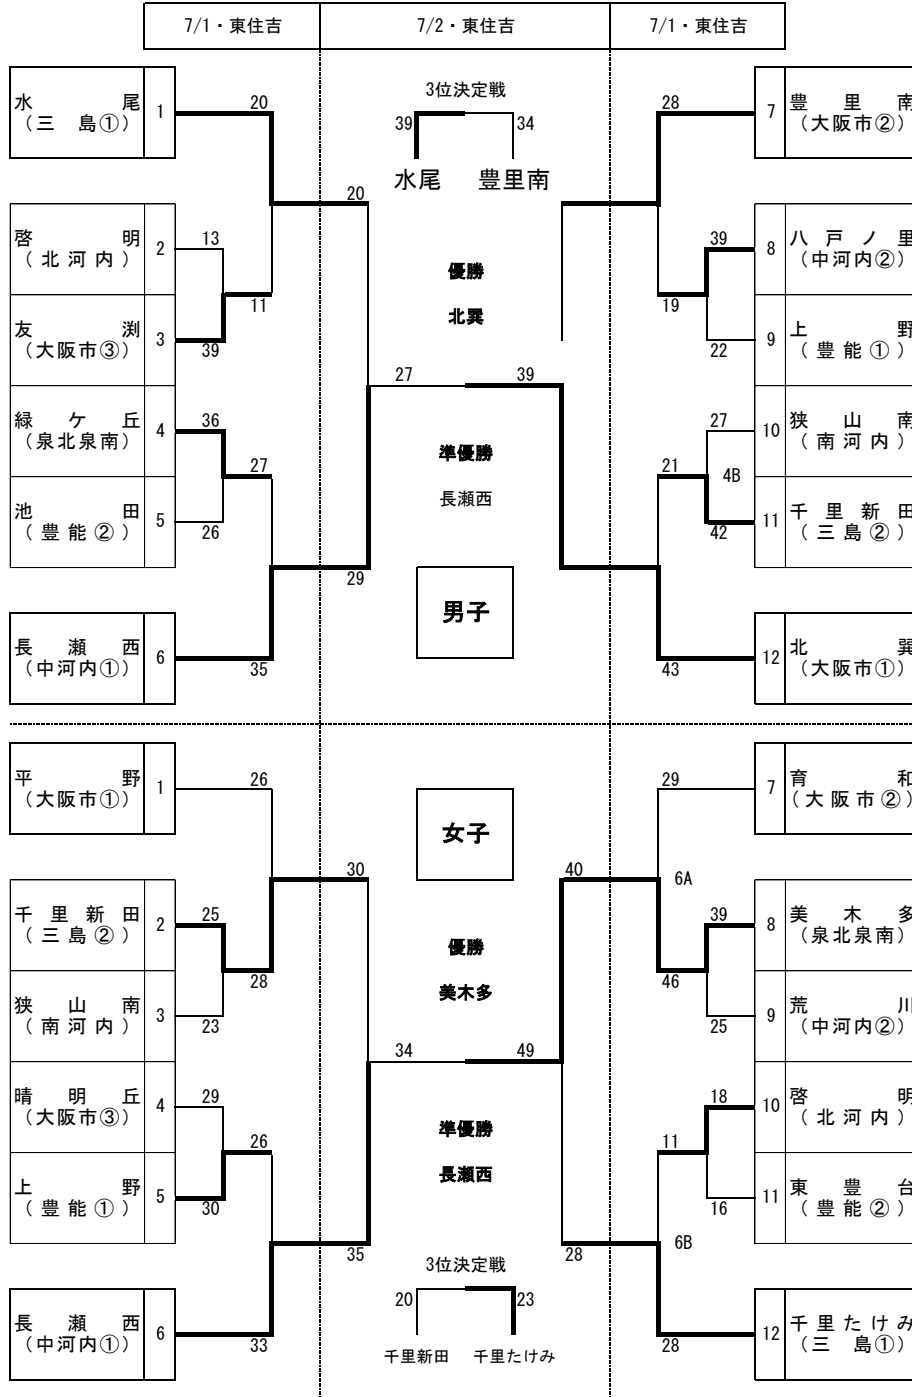 7/1・東住吉 7/2・東住吉 7/1・東住吉
3位決定戦
水尾 1 20 39 34 28 7 豊里南
（三島①） （大阪市②）
水尾 豊里南
20
啓明 2 13 39 8 八戸ノ里
（北河内） （中河内②）
優勝
11 19
北巽
友渕 3 39 22 9 上野
（大阪市③） （豊能①）
27 39
緑ケ丘 4 36 27 10 狭山南
（泉北泉南） （南河内）
準優勝
27 21 4B
長瀬西
池田 5 26 42 11 千里新田
（豊能②） （三島②）
29
男子
長瀬西 6 35 43 12 北巽
（中河内①） （大阪市①）
平野 1 26 29 7 育和
（大阪市①） （大阪市②）
女子
30 40 6A
千里新田 2 25 39 8 美木多
（三島②） （泉北泉南）
優勝
28 46
美木多
狭山南 3 23 25 9 荒川
（南河内） （中河内②）
34 49
晴明丘 4 29 18 10 啓明
（大阪市③） （北河内）
準優勝
26 11
長瀬西
上野 5 30 16 11 東豊台
（豊能①） （豊能②）
35 28 6B
3位決定戦
20 23
長瀬西 6 33 28 12 千里たけみ
（中河内①） （三島①）
千里新田 千里たけみ